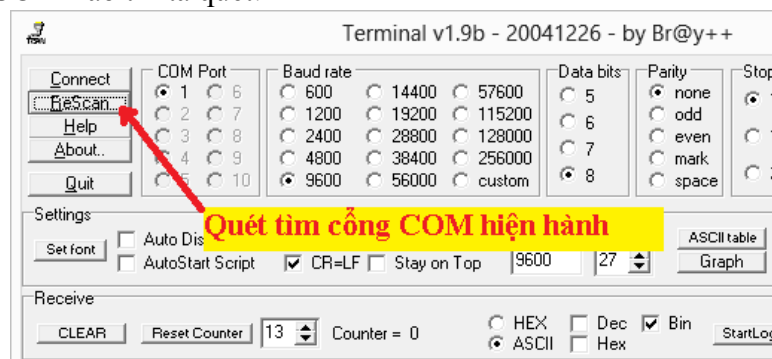 Terminal v1.9b - 20041226 - by Br@y++
Connect
ReScan
Help
About..
Quit
COM Port
1 6
2 7
3 8
4 9
5 10
Baud rate
600 14400 57600
1200 19200 115200
2400 28800 128000
4800 38400 256000
9600 56000 custom
Data bits
5
6
7
8
Parity
none
odd
even
mark
space
Stop
Settings
Set font
Auto Dis
AutoStart Script CR=LF Stay on Top 9600 27
Quét tìm cổng COM hiện hành
ASCII table
Graph
Receive
CLEAR Reset Counter 13 Counter = 0
HEX Dec Bin
ASCII Hex
StartLog